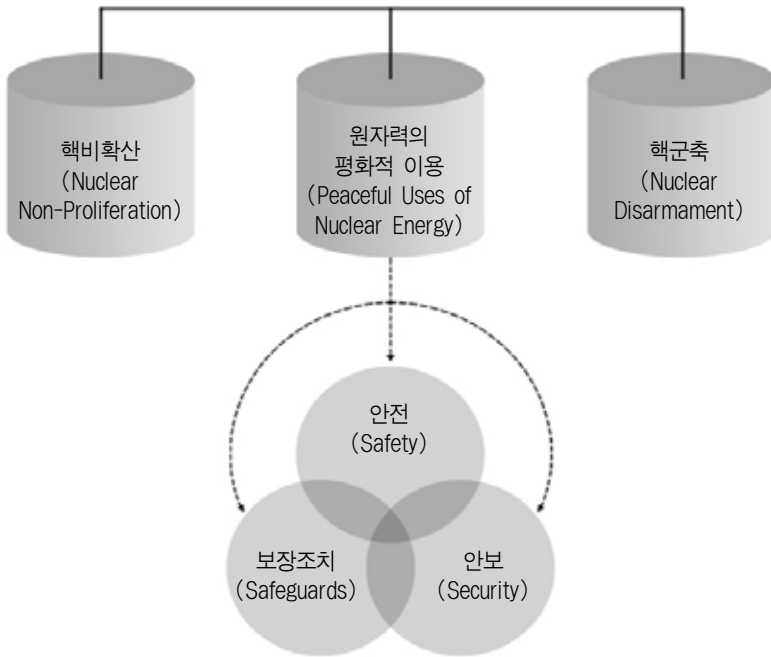 핵비확산
(Nuclear
Non-Proliferation)
원자력의
평화적 이용
(Peaceful Uses of
Nuclear Energy)
핵군축
(Nuclear
Disarmament)
안전
(Safety)
보장조치
(Safeguards)
안보
(Security)